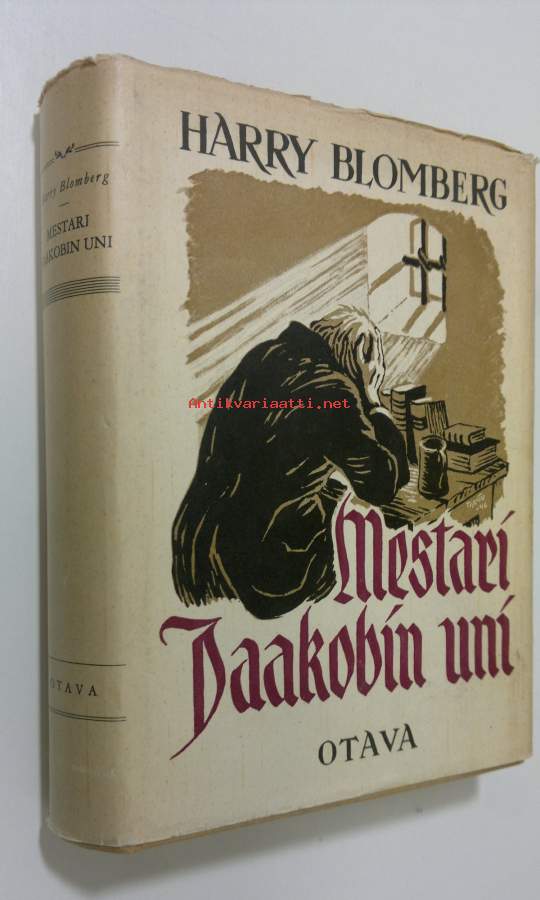 HARRY BLOMBERG
Mestari
Jaakobin uni
OTAVA
Harry Blomberg
MESTARI
JAAKOBIN UNI
OTAVA
Antikvariaatti.net